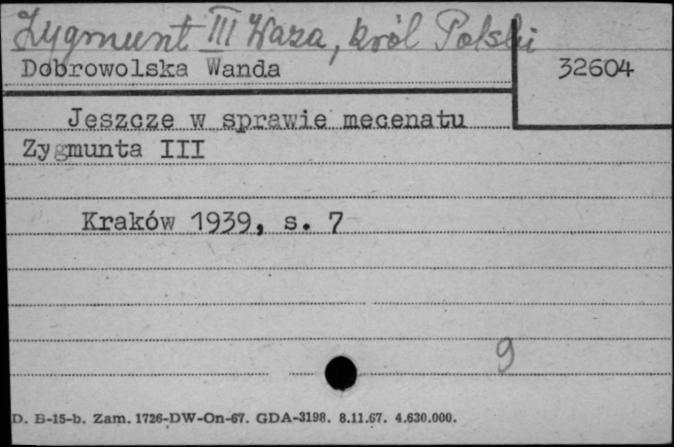 Zygmunt III Waza, król Polski
Dobrowolska Wanda
32604
Jeszcze w sprawie mecenatu
Zygmunta III
Kraków 1939, s. 7
9
D. B-15-b. Zam. 1726-DW-On-67. GDA-3198. 8.11.67. 4.630.000.